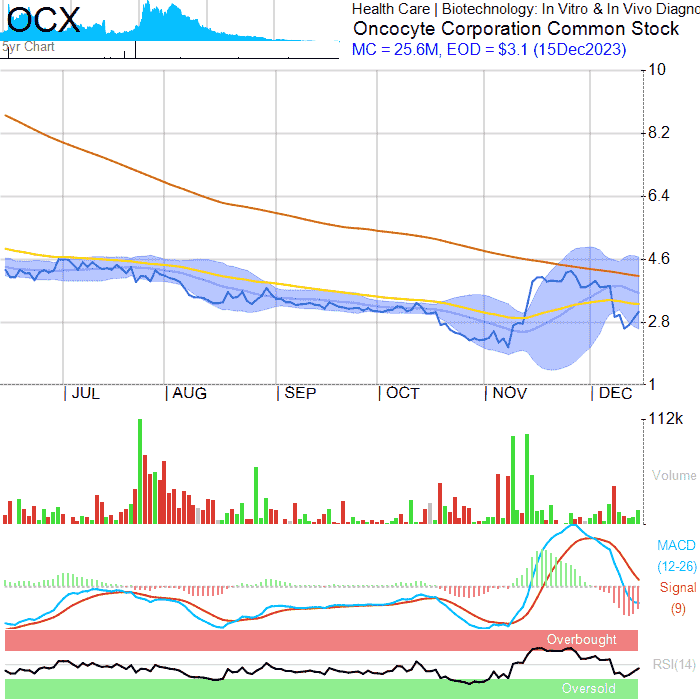 OCX
Health Care | Biotechnology: In Vitro & In Vivo Diagno
Oncocyte Corporation Common Stock
5yr Chart
MC = 25.6M, EOD = $3.1 (15Dec2023)
10
8.2
6.4
4.6
2.8
1
| JUL | AUG | SEP | OCT | NOV | DEC
112k
Volume
MACD
(12-26)
Signal
(9)
Overbought
RSI(14)
Oversold